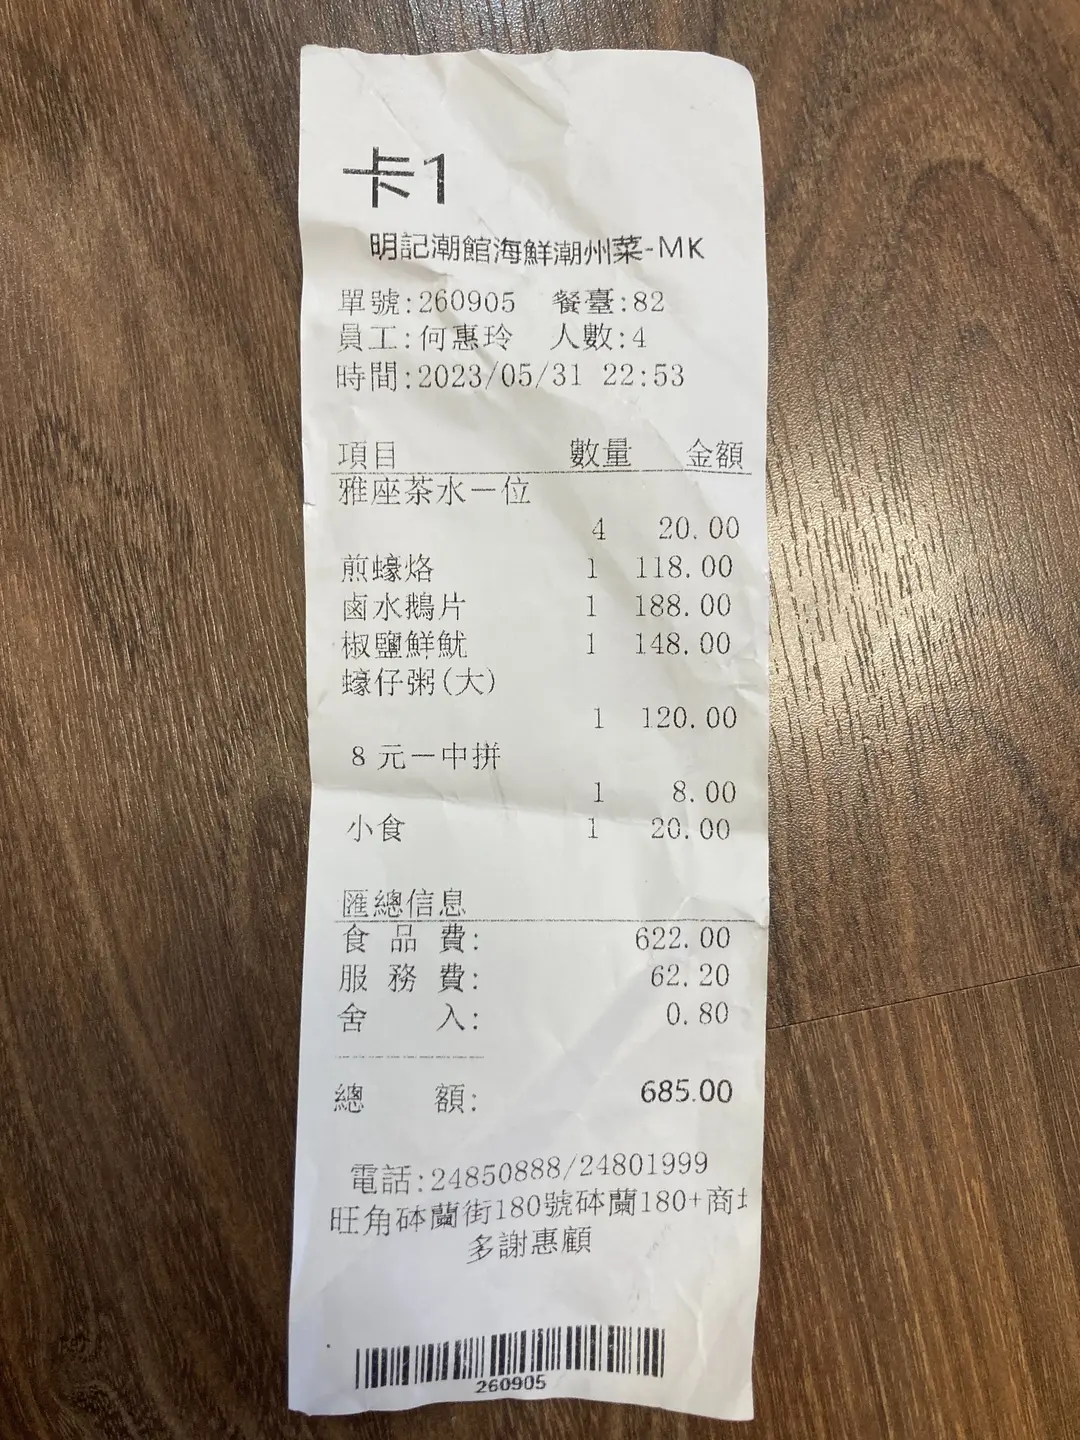 卡1
明記潮館海鮮潮州菜-MK
單號:260905 餐臺:82
員工:何惠玲 人數:4
時間:2023/05/31 22:53
項目 數量 金額
雅座茶水一位
4 20.00
煎蠔烙 1 118.00
鹵水鵝片 1 188.00
椒鹽鮮魷 1 148.00
蠔仔粥(大)
1 120.00
8 元一中拼
1 8.00
小食 1 20.00
匯總信息
食 品 費: 622.00
服 務 費: 62.20
舍 入: 0.80
總 額: 685.00
電話:24850888/24801999
旺角砵蘭街180號砵蘭180+商
多謝惠顧
260905